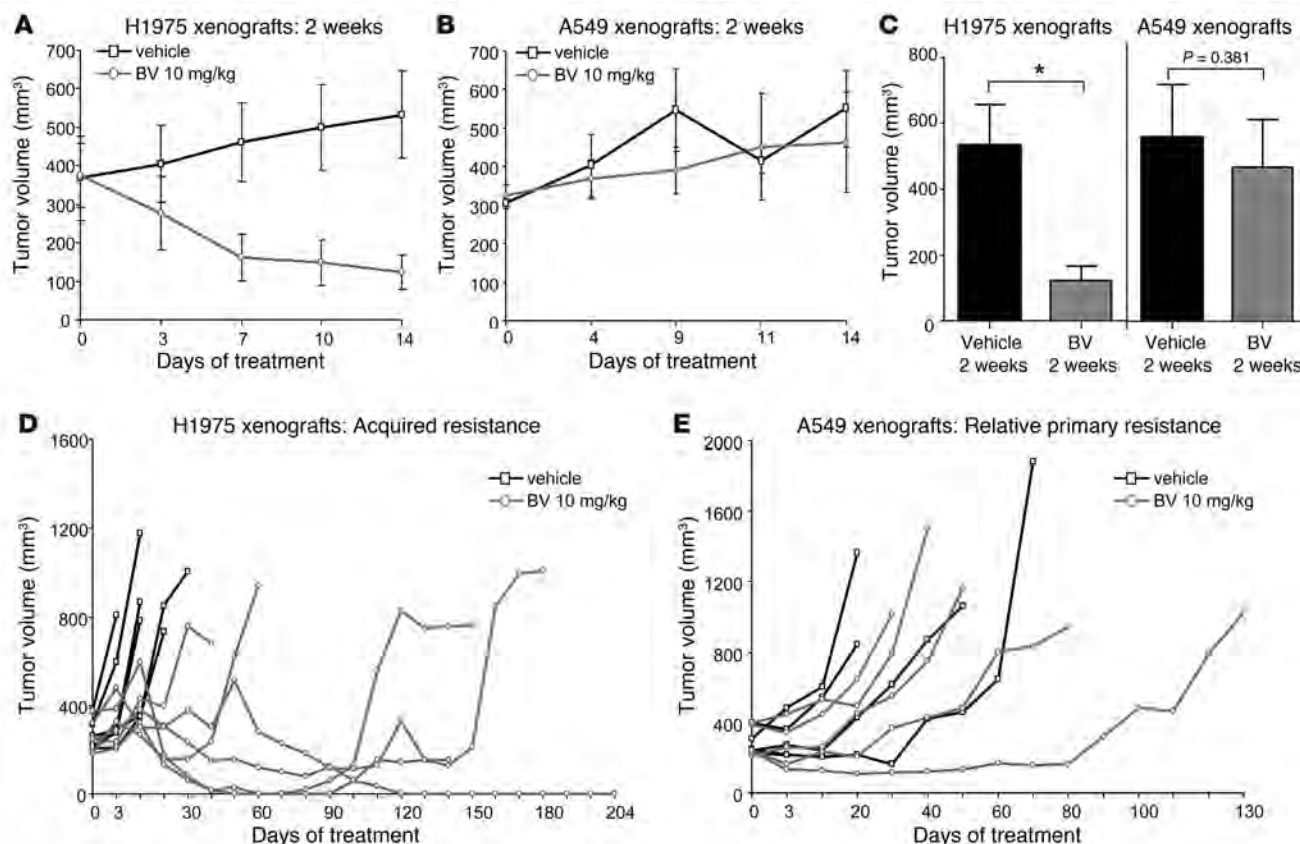 A H1975 xenografts: 2 weeks
vehicle
BV 10 mg/kg
Tumor volume (mm³)
700
600
500
400
300
200
100
0
0 3 7 10 14
Days of treatment
B A549 xenografts: 2 weeks
vehicle
BV 10 mg/kg
Tumor volume (mm³)
700
600
500
400
300
200
100
0
0 4 9 11 14
Days of treatment
C H1975 xenografts A549 xenografts
* P = 0.381
Tumor volume (mm³)
800
600
400
200
0
Vehicle BV Vehicle BV
2 weeks 2 weeks 2 weeks 2 weeks
D H1975 xenografts: Acquired resistance
vehicle
BV 10 mg/kg
Tumor volume (mm³)
1600
1200
800
400
0
0 3 30 60 90 120 150 180 204
Days of treatment
E A549 xenografts: Relative primary resistance
vehicle
BV 10 mg/kg
Tumor volume (mm³)
2000
1600
1200
800
400
0
0 3 20 40 50 60 80 100 130
Days of treatment